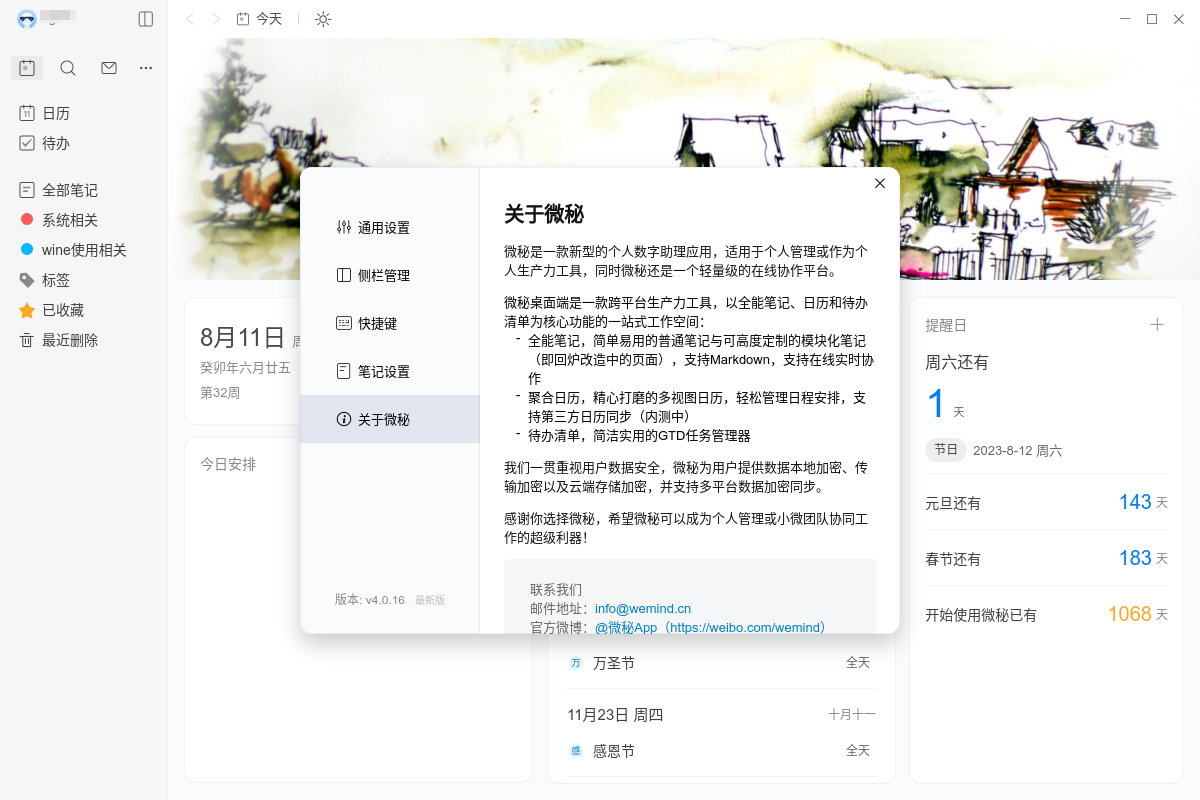 今天
日历
待办
全部笔记
系统相关
wine使用相关
标签
已收藏
最近删除
8月11日
癸卯年六月廿五
第32周
今日安排
通用设置
侧栏管理
快捷键
笔记设置
关于微秘
版本: v4.0.16 最新版
关于微秘
微秘是一款新型的个人数字助理应用，适用于个人管理或作为个
人生产力工具，同时微秘还是一个轻量级的在线协作平台。
微秘桌面端是一款跨平台生产力工具，以全能笔记、日历和待办
清单为核心功能的一站式工作空间：
- 全能笔记，简单易用的普通笔记与可高度定制的模块化笔记
（即回炉改造中的页面），支持Markdown，支持在线实时协
作
- 聚合日历，精心打磨的多视图日历，轻松管理日程安排，支
持第三方日历同步（内测中）
- 待办清单，简洁实用的GTD任务管理器
我们一贯重视用户数据安全，微秘为用户提供数据本地加密、传
输加密以及云端存储加密，并支持多平台数据加密同步。
感谢你选择微秘，希望微秘可以成为个人管理或小微团队协同工
作的超级利器！
联系我们
邮件地址：info@wemind.cn
官方微博：@微秘App（https://weibo.com/wemind）
万 万圣节 全天
11月23日 周四 十月十一
感 感恩节 全天
提醒日
周六还有
1 天
节日 2023-8-12 周六
元旦还有 143 天
春节还有 183 天
开始使用微秘已有 1068 天